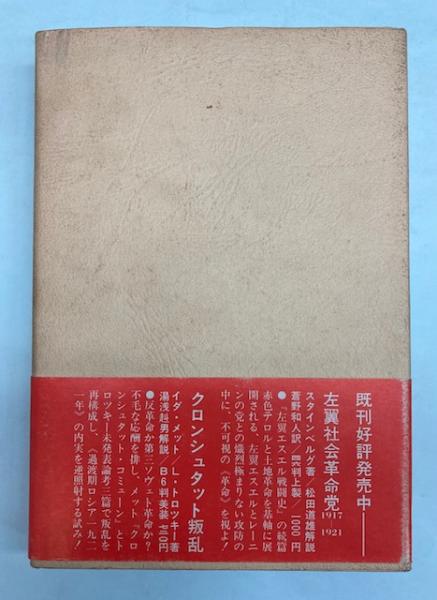 既刊好評発売中——
左翼社会革命党1917—1921
スタインベルグ著/松田道雄解説
蒼野和人訳/四六判上製/1000円
●『左翼エスエル戦闘史』の続篇
赤色テロルと土地革命を基軸に展
開される、左翼エスエルとレーニ
ンの党との熾烈極まりない攻防の
中に、不可視の《革命》を視よ!
クロンシュタット叛乱
イダ・メット/L・トロツキー著
湯浅赳男解説/B6判美装/
●反革命か第三ソヴェト革命か?
不毛な応酬を排し、メット『クロ
ンシュタット・コミューン』とト
ロツキー未発表論考二篇で叛乱を
再構成し、〈過渡期ロシア一九二
一年〉の内実を逆照射する試み!